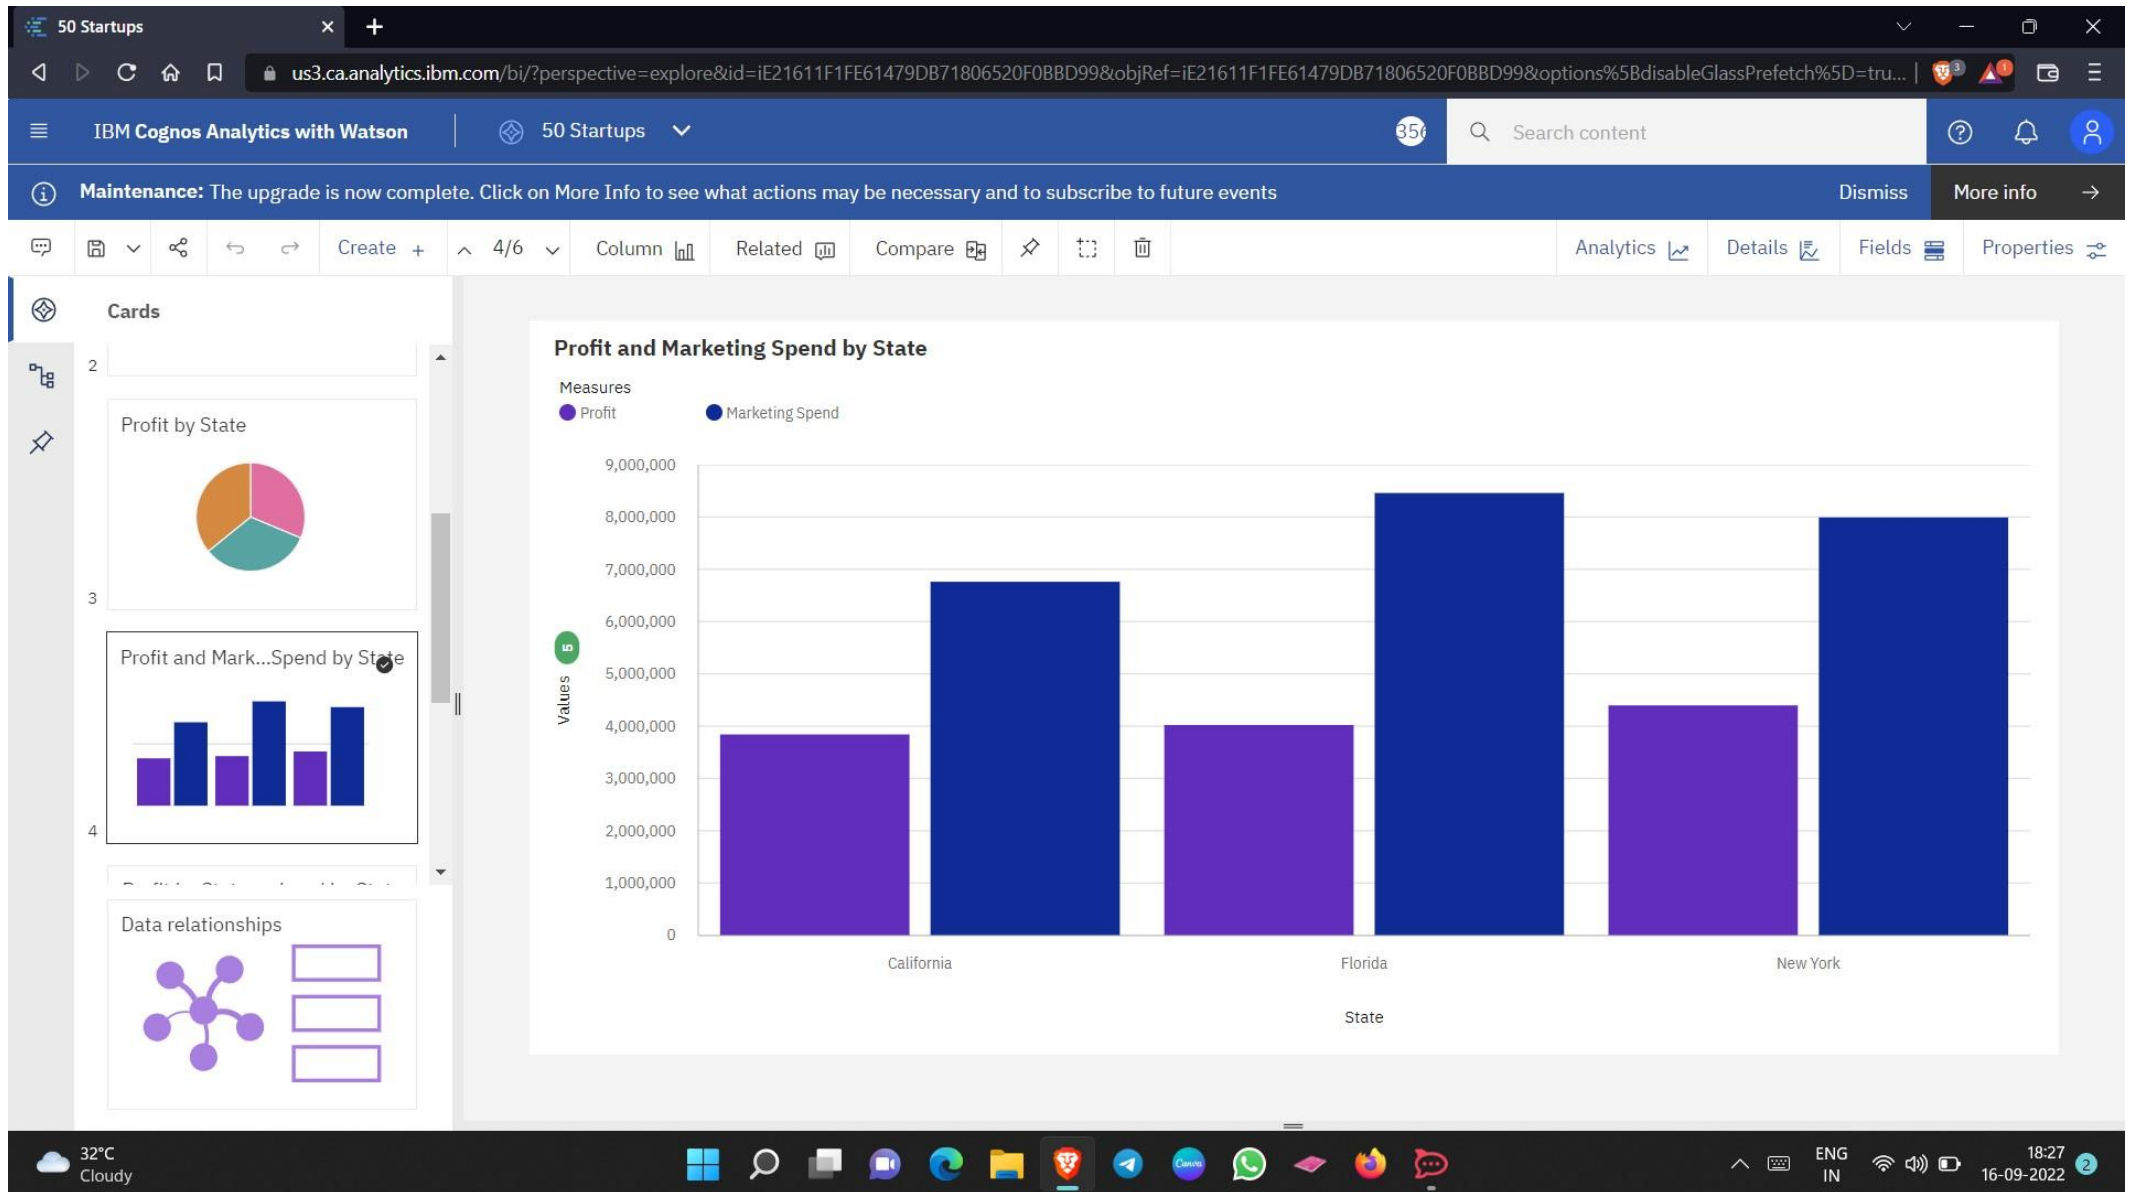 50 Startups
us3.ca.analytics.ibm.com/bi/?perspective=explore&id=iE21611F1FE61479DB71806520F0BBD99&objRef=iE21611F1FE61479DB71806520F0BBD99&options%5BdisableGlassPrefetch%5D=tru...
3
1
IBM Cognos Analytics with Watson
50 Startups
356
Search content
Maintenance: The upgrade is now complete. Click on More Info to see what actions may be necessary and to subscribe to future events
Dismiss
More info
Create
4/6
Column
Related
Compare
Analytics
Details
Fields
Properties
Cards
2
Profit by State
3
Profit and Mark...Spend by State
4
Data relationships
Profit and Marketing Spend by State
Measures
Profit
Marketing Spend
9,000,000
8,000,000
7,000,000
6,000,000
5,000,000
4,000,000
3,000,000
2,000,000
1,000,000
0
Values
5
California
Florida
New York
State
32°C
Cloudy
Canva
ENG
IN
18:27
16-09-2022
2